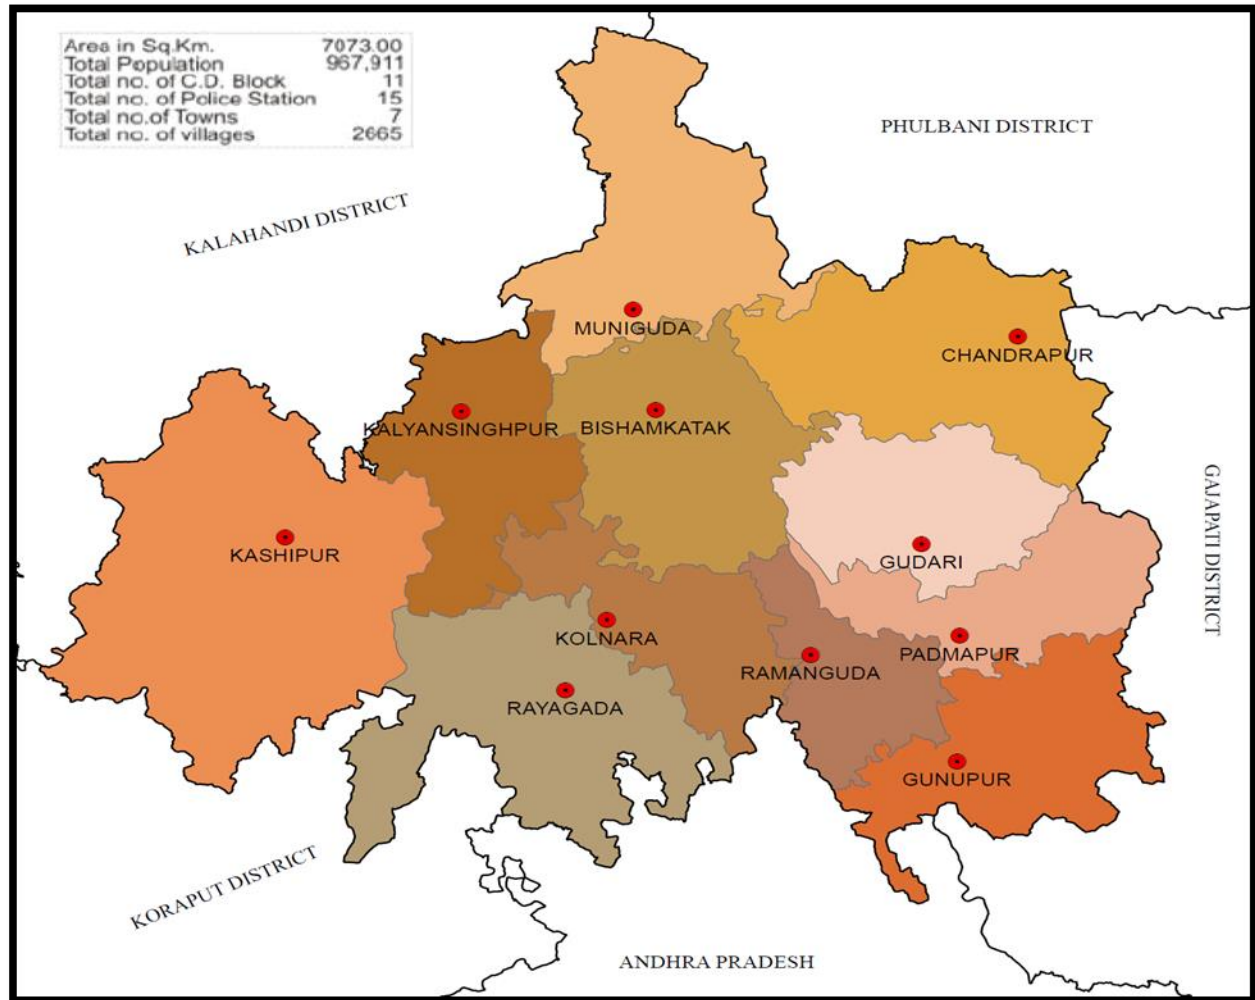 Area in Sq.Km. 7073.00
Total Population 967,911
Total no. of C.D. Block 11
Total no. of Police Station 15
Total no.of Towns 7
Total no. of villages 2665
PHULBANI DISTRICT
KALAHANDI DISTRICT
MUNIGUDA
CHANDRAPUR
KALYANSINGHPUR
BISHAMKATAK
GAJAPATI DISTRICT
KASHIPUR
GUDARI
KOLNARA
PADMAPUR
RAMANGUDA
RAYAGADA
GUNUPUR
KORAPUT DISTRICT
ANDHRA PRADESH